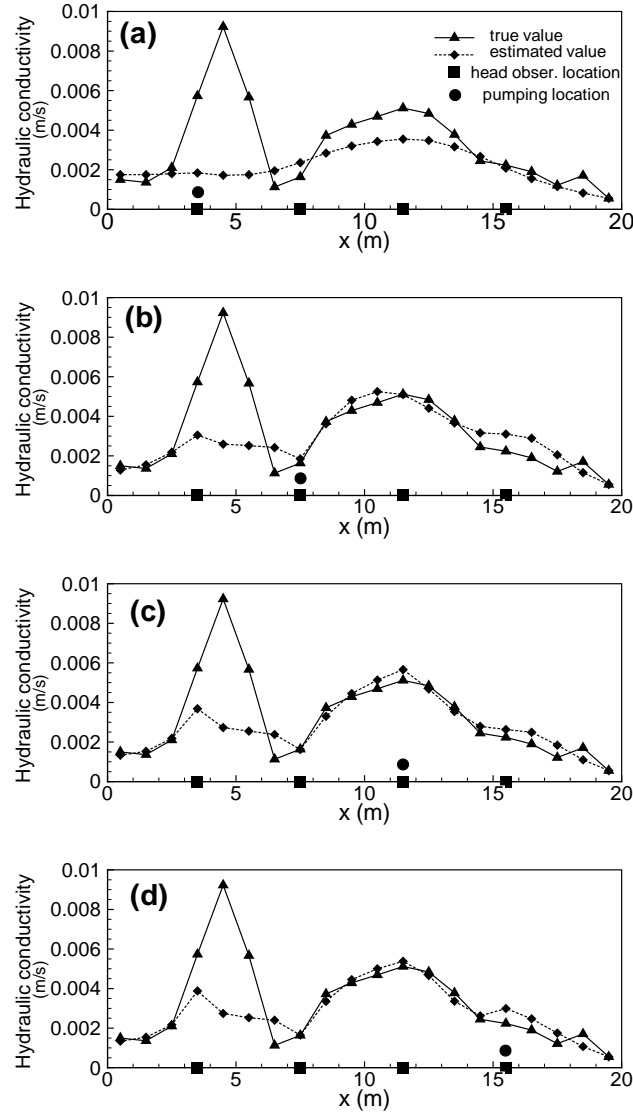 (a)
true value
estimated value
head obser. location
pumping location
Hydraulic conductivity
(m/s)
0.01
0.008
0.006
0.004
0.002
0
0 5 10 15 20
x (m)
(b)
Hydraulic conductivity
(m/s)
0.01
0.008
0.006
0.004
0.002
0
0 5 10 15 20
x (m)
(c)
Hydraulic conductivity
(m/s)
0.01
0.008
0.006
0.004
0.002
0
0 5 10 15 20
x (m)
(d)
Hydraulic conductivity
(m/s)
0.01
0.008
0.006
0.004
0.002
0
0 5 10 15 20
x (m)